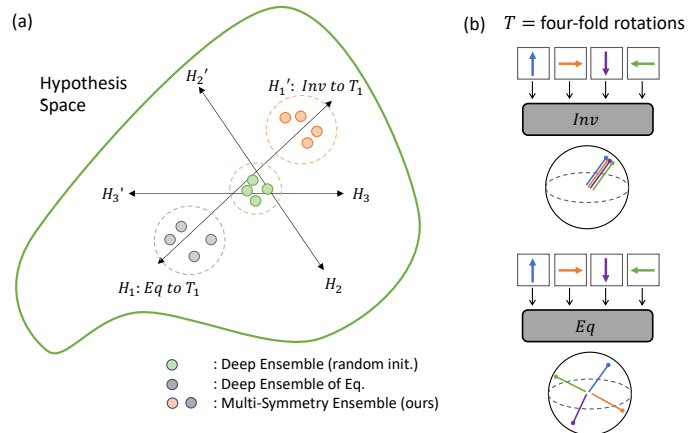 (a)
Hypothesis
Space
H₂'
H₁': Inv to T₁
H₃'
H₃
H₁: Eq to T₁
H₂
: Deep Ensemble (random init.)
: Deep Ensemble of Eq.
: Multi-Symmetry Ensemble (ours)
(b)
T = four-fold rotations
Inv
Eq